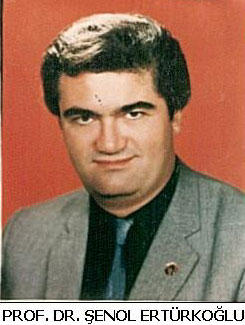 PROF. DR. ŞENOL ERTÜRKOĞLU